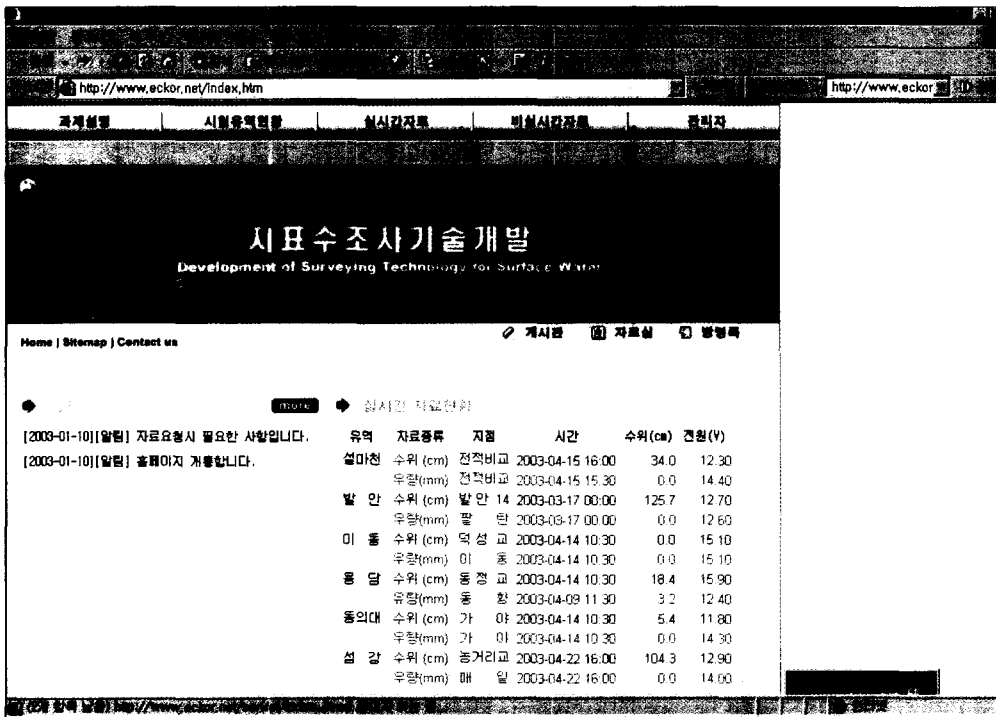 http://www.eckor.net/index.htm
http://www.eckor
과제설명 시험유역현황 실시간자료 비실시간자료 관리자
지표수조사기술개발
Development of Surveying Technology for Surface Water
Home | Sitemap | Contact us
게시판 자료실 방명록
more
실시간 자료현황
[2003-01-10][알림] 자료요청시 필요한 사항입니다.
[2003-01-10][알림] 홈페이지 개통합니다.
유역 자료종류 지점 시간 수위(cm) 전원(V)
설마천 수위 (cm) 전적비교 2003-04-15 16:00 34.0 12.30
우량(mm) 전적비교 2003-04-15 15:30 0.0 14.40
발 안 수위 (cm) 발안 14 2003-03-17 00:00 125.7 12.70
우량(mm) 팔 탄 2003-03-17 00:00 0.0 12.60
이 동 수위 (cm) 덕성교 2003-04-14 10:30 0.0 15.10
우량(mm) 이 동 2003-04-14 10:30 0.0 15.10
용 담 수위 (cm) 동정교 2003-04-14 10:30 18.4 15.90
유량(mm) 동 향 2003-04-09 11:30 3.2 12.40
동의대 수위 (cm) 가 야 2003-04-14 10:30 5.4 11.80
우량(mm) 가 야 2003-04-14 10:30 0.0 14.30
섬 강 수위 (cm) 농거리교 2003-04-22 16:00 104.3 12.90
우량(mm) 매 일 2003-04-22 16:00 0.0 14.00